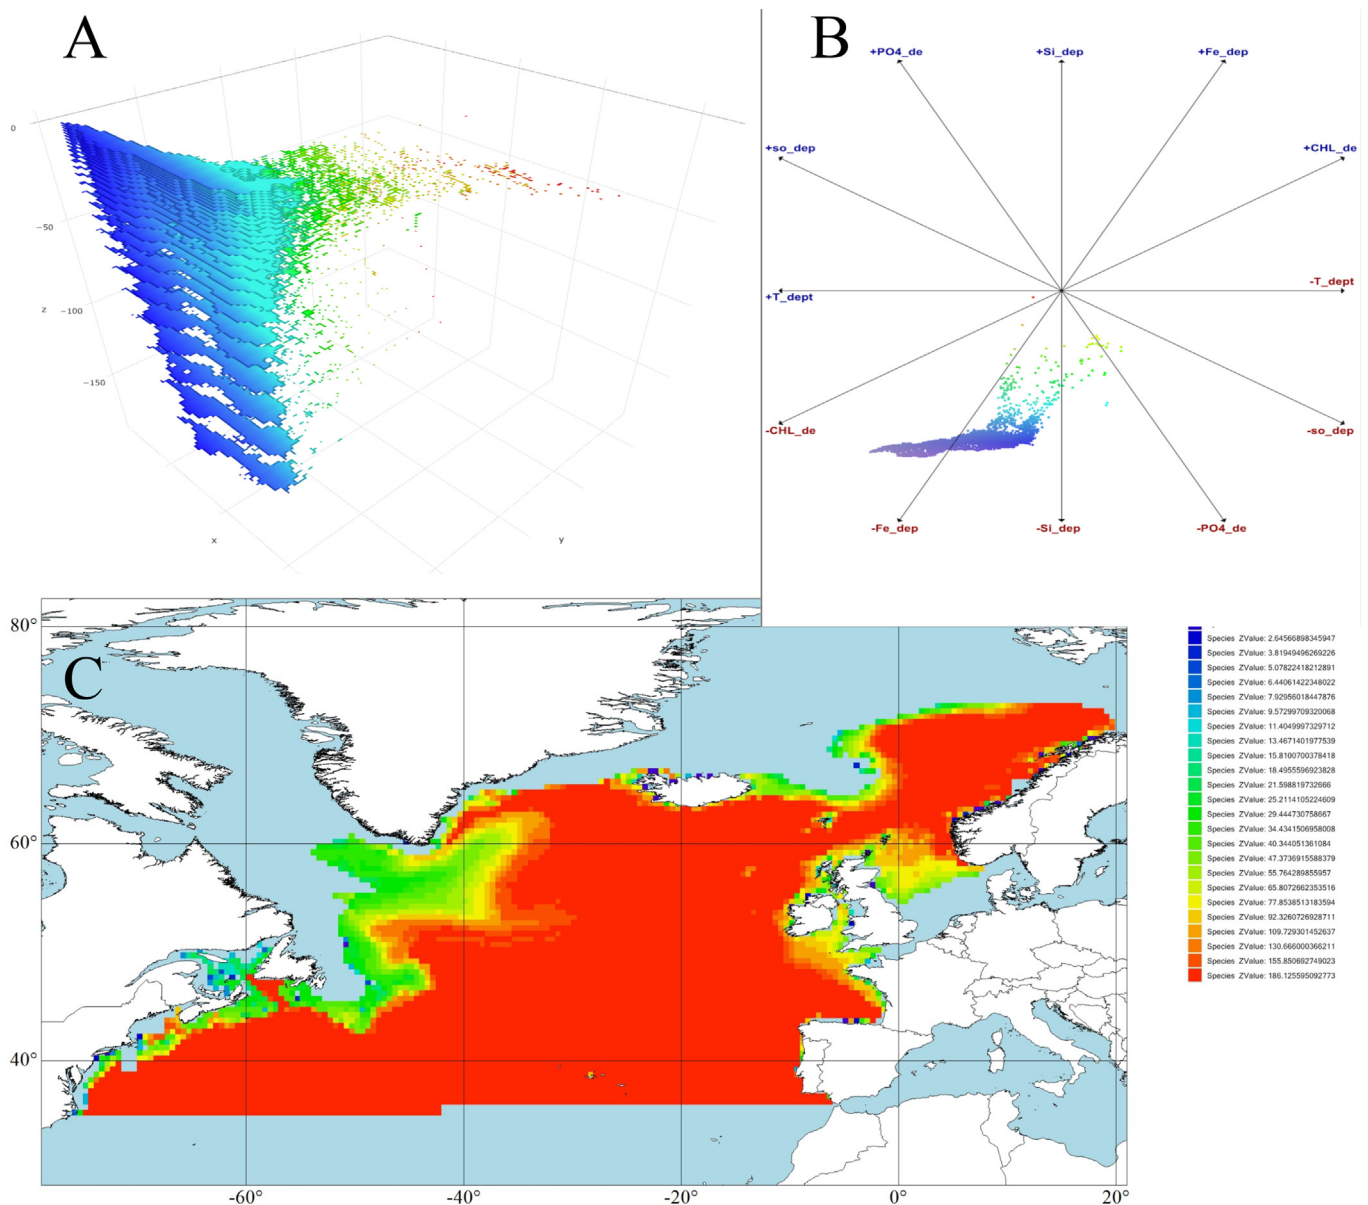 A
0
−50
z −100
−150
x
y
B
+PO4_de
+Si_dep
+Fe_dep
+so_dep
+CHL_de
+T_dept
-T_dept
-CHL_de
-so_dep
-Fe_dep
-Si_dep
-PO4_de
C
80°
60°
40°
-60°
-40°
-20°
0°
20°
Species ZValue: 2.64566898345947
Species ZValue: 3.81949496269226
Species ZValue: 5.07822418212891
Species ZValue: 6.44061422348022
Species ZValue: 7.92956018447876
Species ZValue: 9.57299709320068
Species ZValue: 11.4049997329712
Species ZValue: 13.4671401977539
Species ZValue: 15.8100700378418
Species ZValue: 18.4955596923828
Species ZValue: 21.598819732666
Species ZValue: 25.2114105224609
Species ZValue: 29.444730758667
Species ZValue: 34.4341506958008
Species ZValue: 40.344051361084
Species ZValue: 47.3736915588379
Species ZValue: 55.764289855957
Species ZValue: 65.8072662353516
Species ZValue: 77.8538513183594
Species ZValue: 92.3260726928711
Species ZValue: 109.729301452637
Species ZValue: 130.666000366211
Species ZValue: 155.850692749023
Species ZValue: 186.125595092773